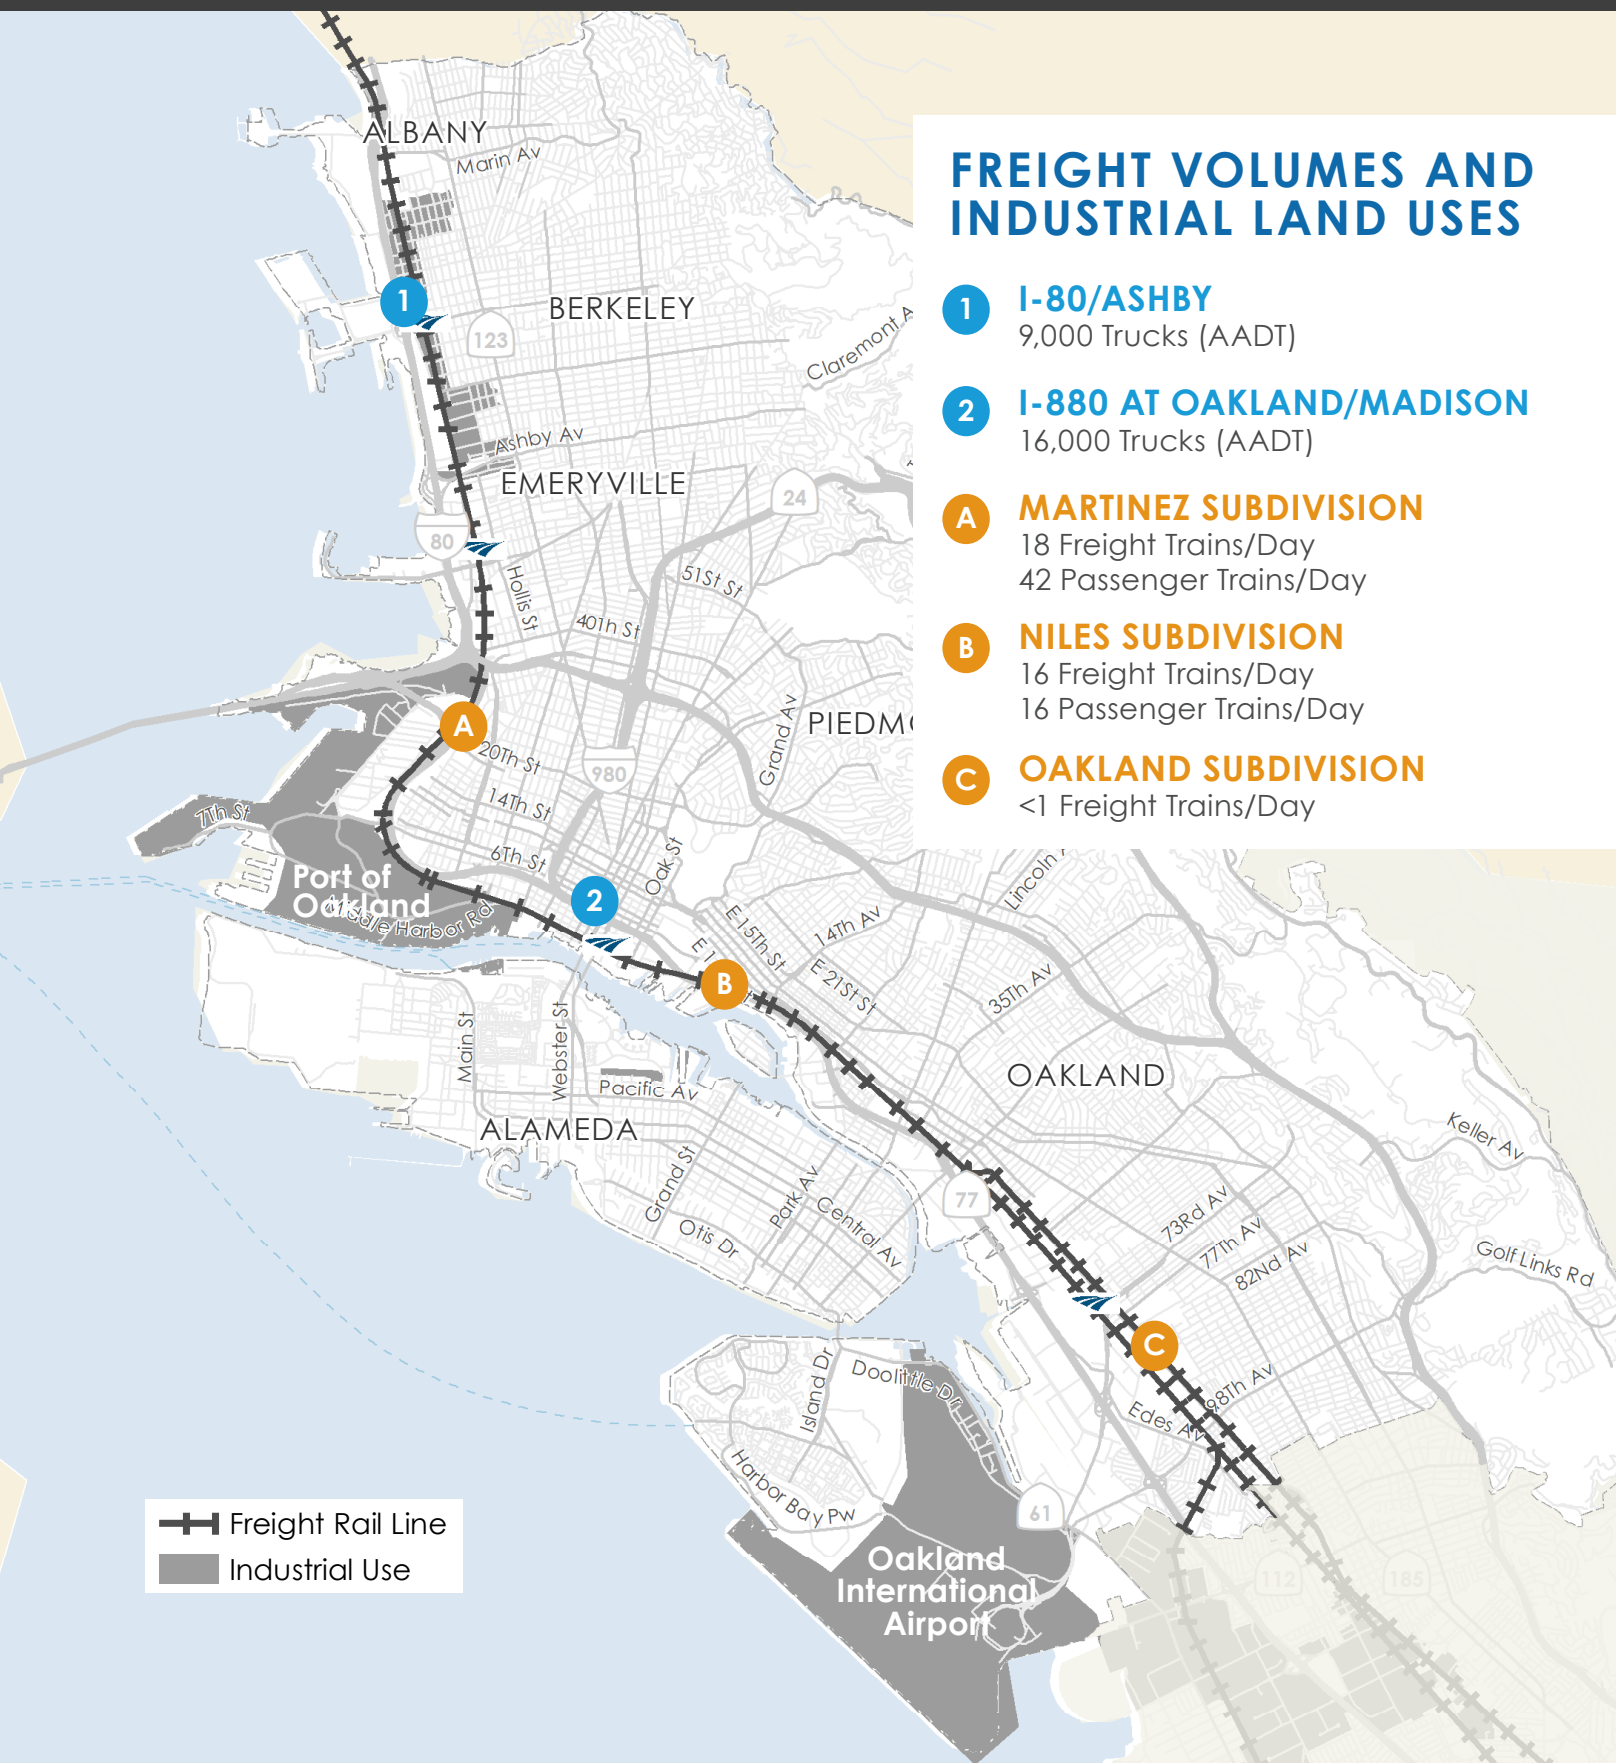 FREIGHT VOLUMES AND
INDUSTRIAL LAND USES
1
I-80/ASHBY
9,000 Trucks (AADT)
2
I-880 AT OAKLAND/MADISON
16,000 Trucks (AADT)
A
MARTINEZ SUBDIVISION
18 Freight Trains/Day
42 Passenger Trains/Day
B
NILES SUBDIVISION
16 Freight Trains/Day
16 Passenger Trains/Day
C
OAKLAND SUBDIVISION
<1 Freight Trains/Day
ALBANY
Marin Av
1
BERKELEY
123
Claremont A
Ashby Av
EMERYVILLE
24
80
Hollis St
51St St
401h St
Grand Av
PIEDM
A
20Th St
980
14Th St
7Th St
6Th St
Oak St
Port of
Oakland
Middle Harbor Rd
2
Lincoln
E 15Th St
14Th Av
E 1
B
E 21St St
35Th Av
Main St
Webster St
Pacific Av
OAKLAND
ALAMEDA
Keller Av
Grand St
Park Av
Central Av
Otis Dr
77
73Rd Av
77Th Av
82Nd Av
Golf Links Rd
C
Island Dr
Doolittle Dr
98Th Av
Edes Av
Harbor Bay Pw
61
Oakland
International
Airport
112
185
Freight Rail Line
Industrial Use